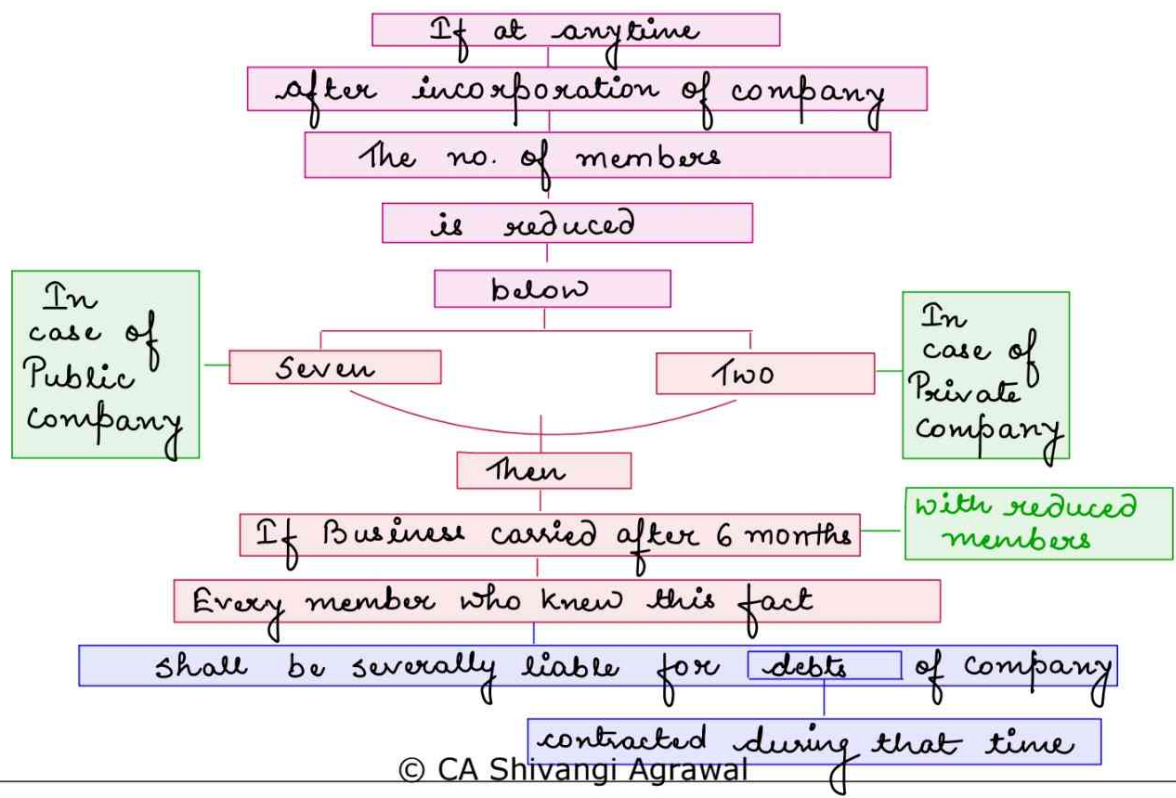 If at anytime
after incorporation of company
The no. of members
is reduced
below
In
case of
Public
company
Seven
Two
In
case of
Private
company
Then
If Business carried after 6 months
with reduced
members
Every member who knew this fact
shall be severally liable for debts of company
contracted during that time
© CA Shivangi Agrawal